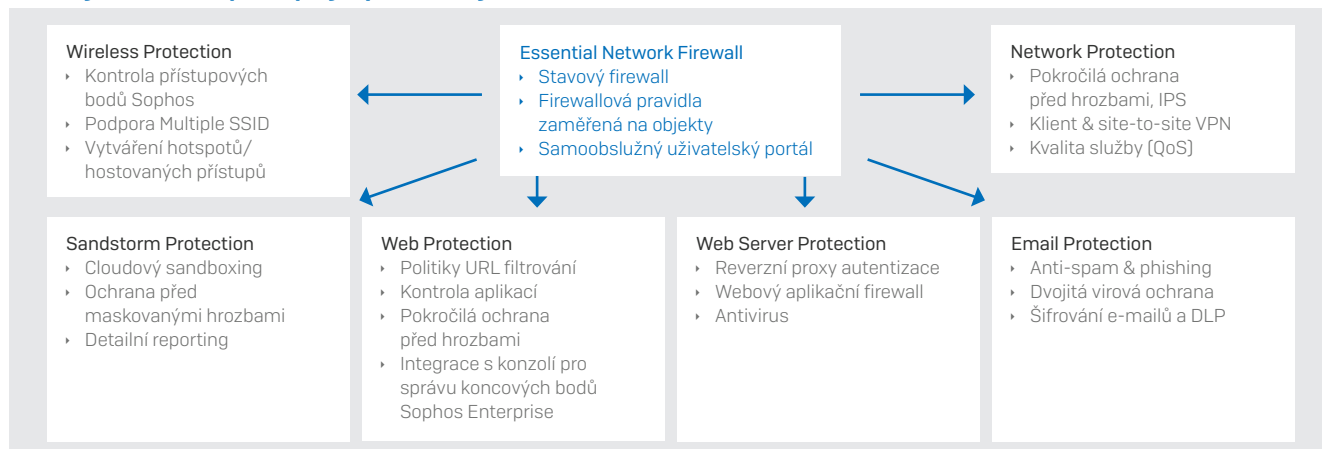 Wireless Protection
‣ Kontrola přístupových
bodů Sophos
‣ Podpora Multiple SSID
‣ Vytváření hotspotů/
hostovaných přístupů
Essential Network Firewall
‣ Stavový firewall
‣ Firewallová pravidla
zaměřená na objekty
‣ Samoobslužný uživatelský portál
Network Protection
‣ Pokročilá ochrana
před hrozbami, IPS
‣ Klient & site-to-site VPN
‣ Kvalita služby (QoS)
Sandstorm Protection
‣ Cloudový sandboxing
‣ Ochrana před
maskovanými hrozbami
‣ Detailní reporting
Web Protection
‣ Politiky URL filtrování
‣ Kontrola aplikací
‣ Pokročilá ochrana
před hrozbami
‣ Integrace s konzolí pro
správu koncových bodů
Sophos Enterprise
Web Server Protection
‣ Reverzní proxy autentizace
‣ Webový aplikační firewall
‣ Antivirus
Email Protection
‣ Anti-spam & phishing
‣ Dvojitá virová ochrana
‣ Šifrování e-mailů a DLP